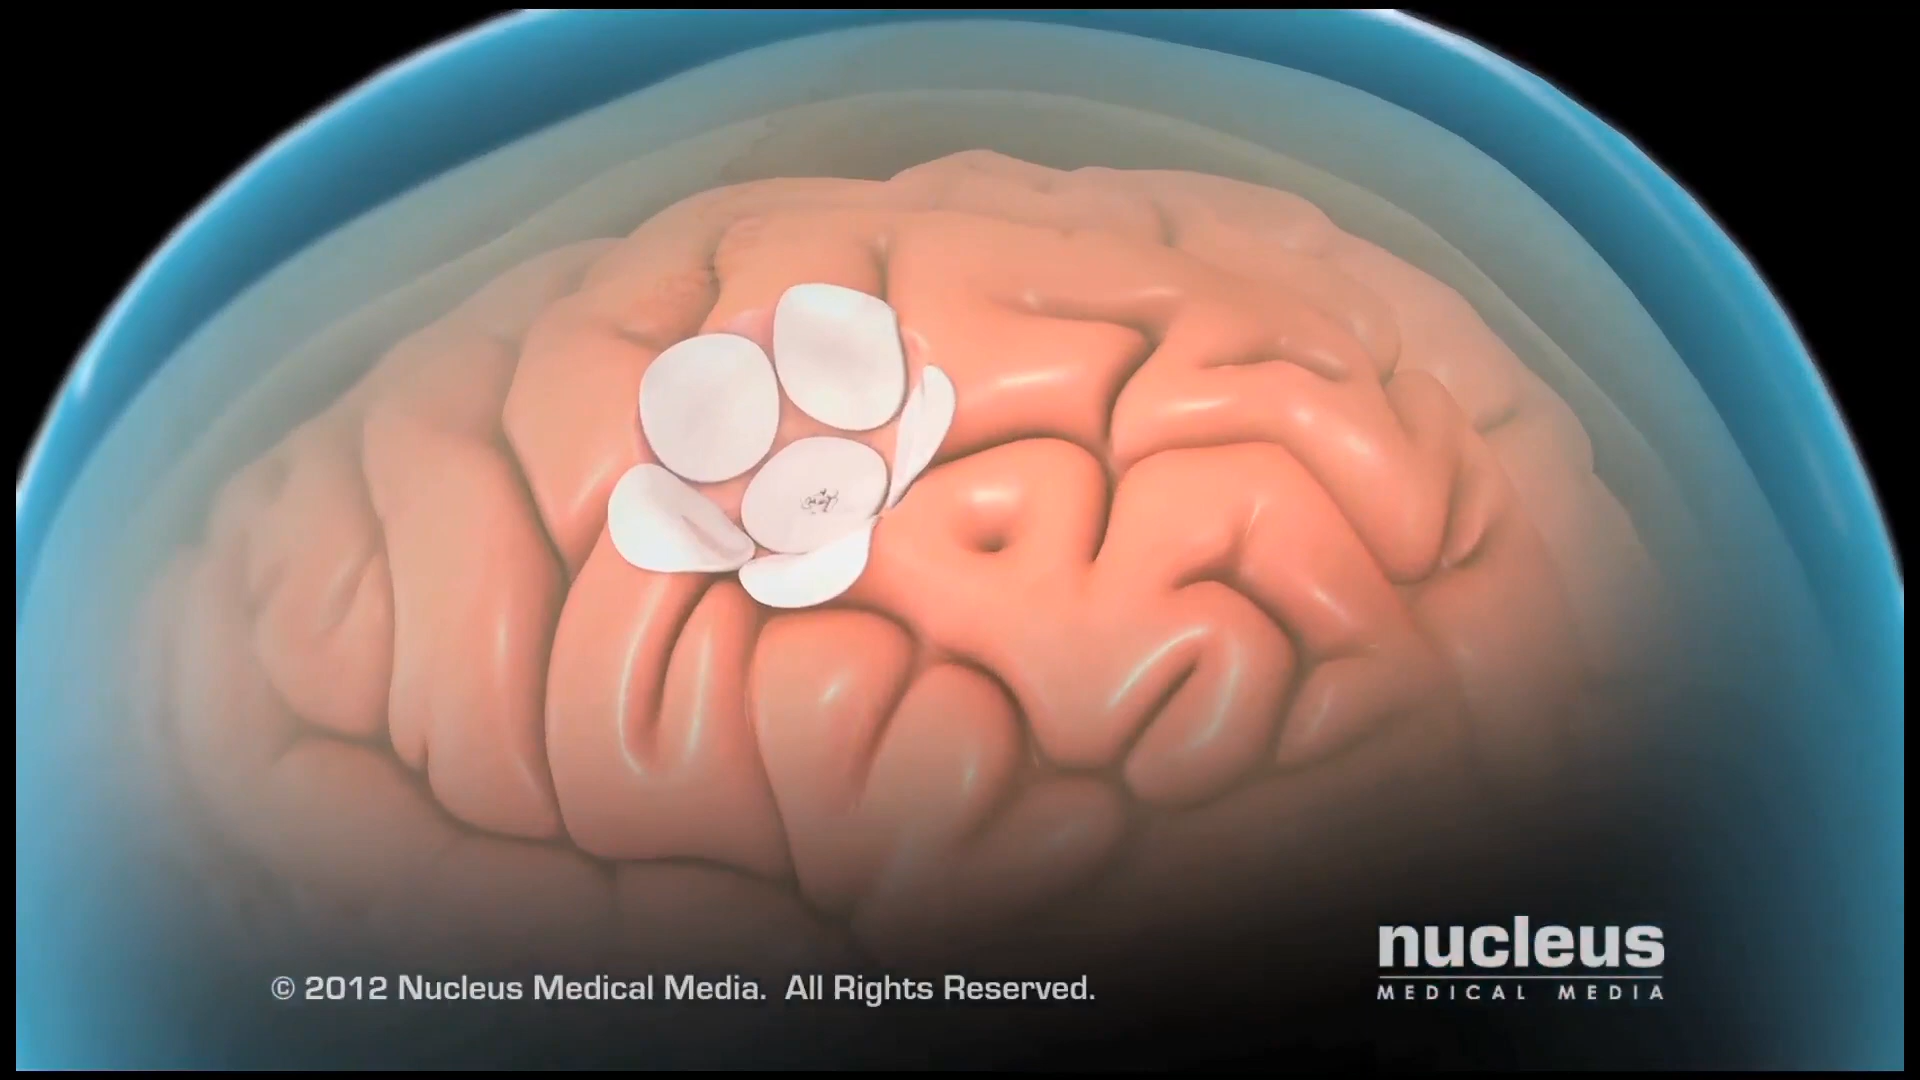 nucleus
MEDICAL MEDIA
© 2012 Nucleus Medical Media.  All Rights Reserved.